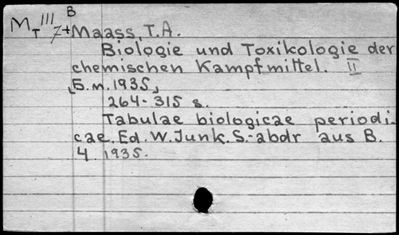 B
M T III 7+ Maass, T.A.
Biologie und Toxikologie der
chemischen Kampfmittel. II
[S.n. 1935]
264-315 s.
Tabulae biologicae periodi-
cae. Ed. W. Junk. S.-abdr aus B.
4. 1935.